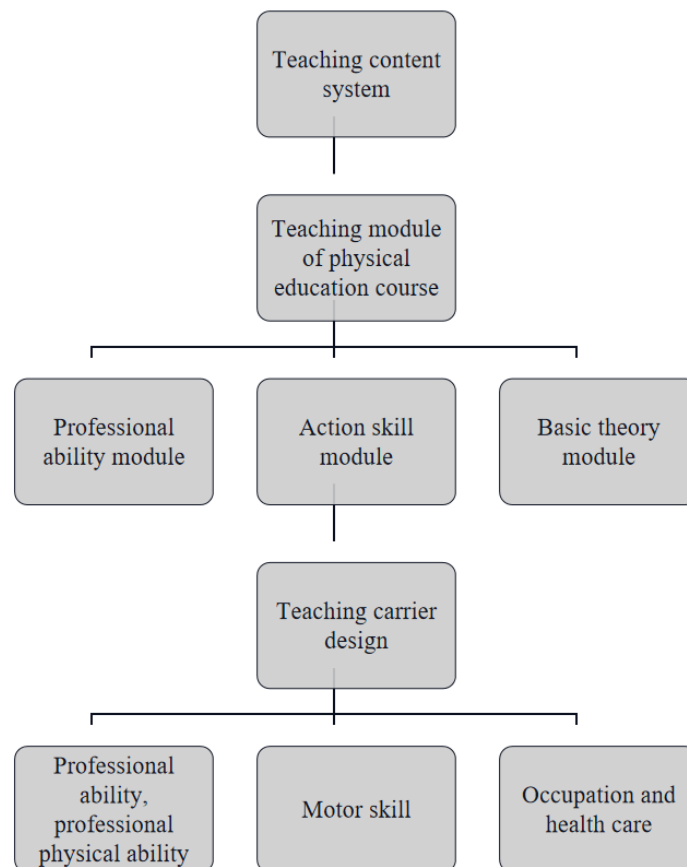 Teaching content
system
Teaching module
of physical
education course
Professional
ability module
Action skill
module
Basic theory
module
Teaching carrier
design
Professional
ability,
professional
physical ability
Motor skill
Occupation and
health care